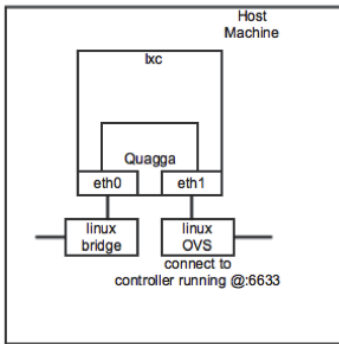 Host
Machine
lxc
Quagga
eth0 eth1
linux
bridge
linux
OVS
connect to
controller running @:6633